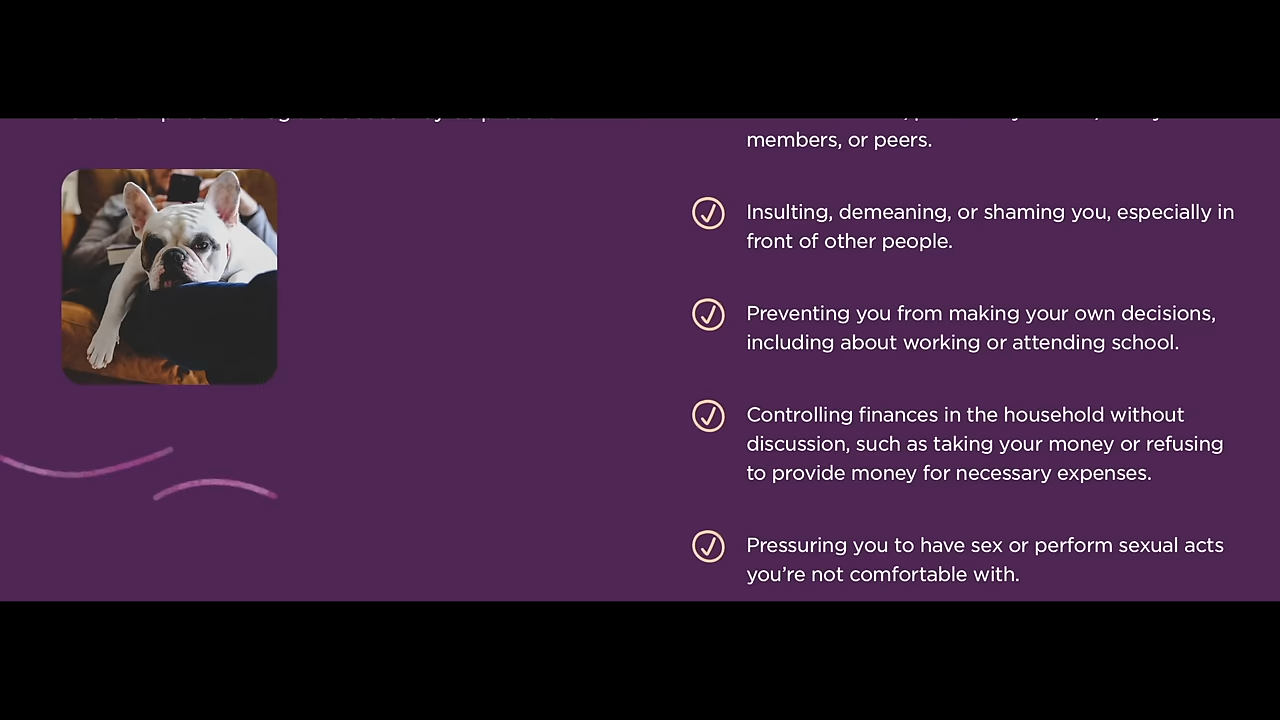 members, or peers.
Insulting, demeaning, or shaming you, especially in
front of other people.
Preventing you from making your own decisions,
including about working or attending school.
Controlling finances in the household without
discussion, such as taking your money or refusing
to provide money for necessary expenses.
Pressuring you to have sex or perform sexual acts
you’re not comfortable with.